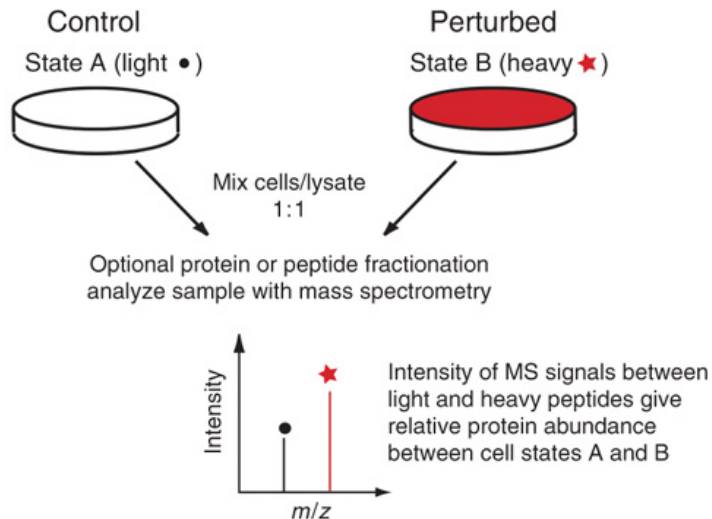 Control
Perturbed
State A (light ●)
State B (heavy ★)
Mix cells/lysate
1:1
Optional protein or peptide fractionation
analyze sample with mass spectrometry
Intensity
m/z
Intensity of MS signals between
light and heavy peptides give
relative protein abundance
between cell states A and B